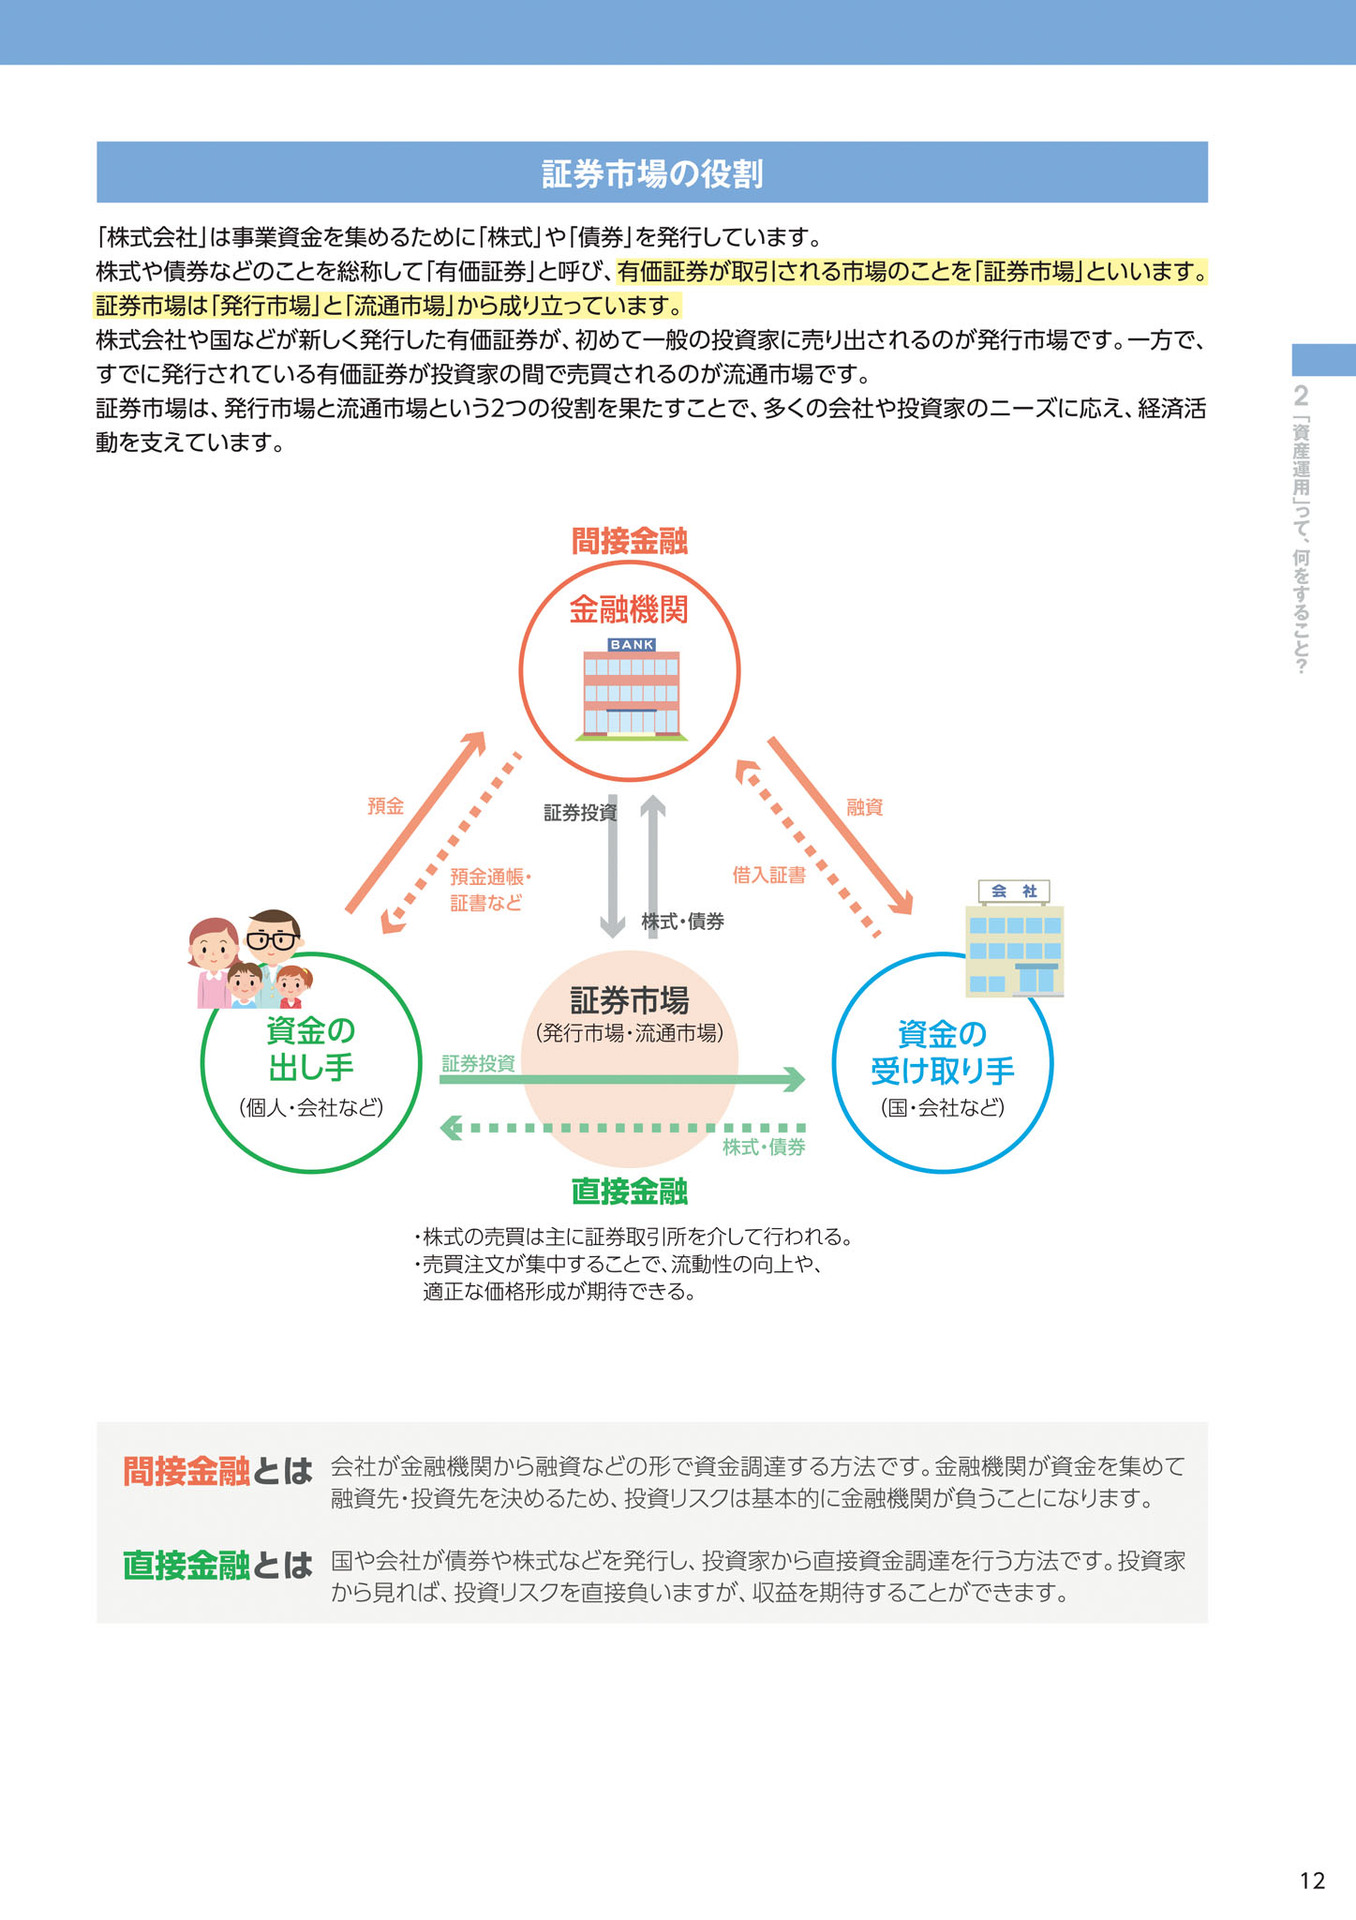 証券市場の役割
「株式会社」は事業資金を集めるために「株式」や「債券」を発行しています。
株式や債券などのことを総称して「有価証券」と呼び、有価証券が取引される市場のことを「証券市場」といいます。
証券市場は「発行市場」と「流通市場」から成り立っています。
株式会社や国などが新しく発行した有価証券が、初めて一般の投資家に売り出されるのが発行市場です。一方で、
すでに発行されている有価証券が投資家の間で売買されるのが流通市場です。
証券市場は、発行市場と流通市場という2つの役割を果たすことで、多くの会社や投資家のニーズに応え、経済活
動を支えています。
2「資産運用」って、何をすること？
間接金融
金融機関
BANK
預金
預金通帳・
証書など
証券投資
株式・債券
融資
借入証書
会 社
資金の
出し手
（個人・会社など）
証券市場
（発行市場・流通市場）
証券投資
株式・債券
資金の
受け取り手
（国・会社など）
直接金融
・株式の売買は主に証券取引所を介して行われる。
・売買注文が集中することで、流動性の向上や、
適正な価格形成が期待できる。
間接金融とは 会社が金融機関から融資などの形で資金調達する方法です。金融機関が資金を集めて
融資先・投資先を決めるため、投資リスクは基本的に金融機関が負うことになります。
直接金融とは 国や会社が債券や株式などを発行し、投資家から直接資金調達を行う方法です。投資家
から見れば、投資リスクを直接負いますが、収益を期待することができます。
12